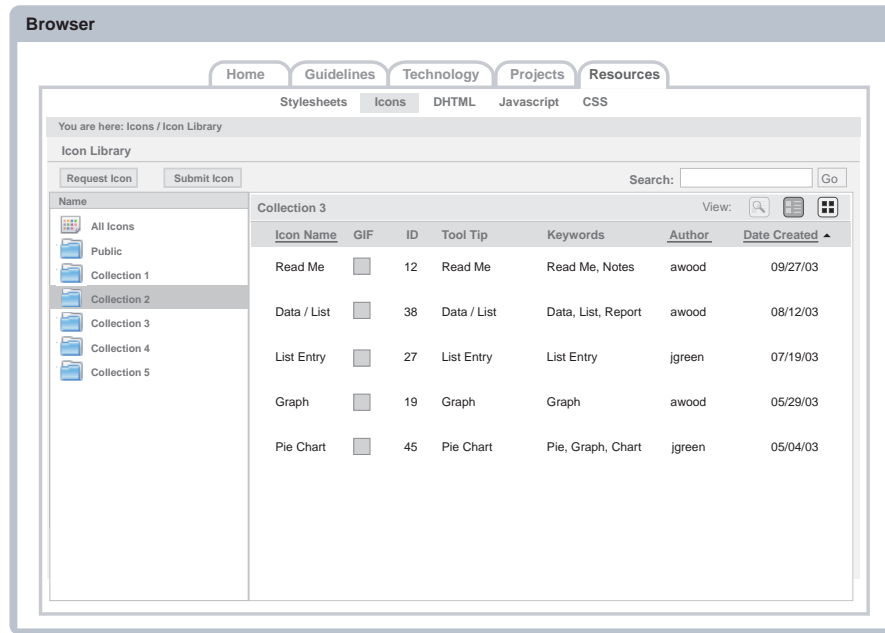 Browser
Home Guidelines Technology Projects Resources
Stylesheets Icons DHTML Javascript CSS
You are here: Icons / Icon Library
Icon Library
Request Icon Submit Icon Search: Go
Name
All Icons
Public
Collection 1
Collection 2
Collection 3
Collection 4
Collection 5
Collection 3 View:
Icon Name GIF ID Tool Tip Keywords Author Date Created
Read Me 12 Read Me Read Me, Notes awood 09/27/03
Data / List 38 Data / List Data, List, Report awood 08/12/03
List Entry 27 List Entry List Entry jgreen 07/19/03
Graph 19 Graph Graph awood 05/29/03
Pie Chart 45 Pie Chart Pie, Graph, Chart jgreen 05/04/03